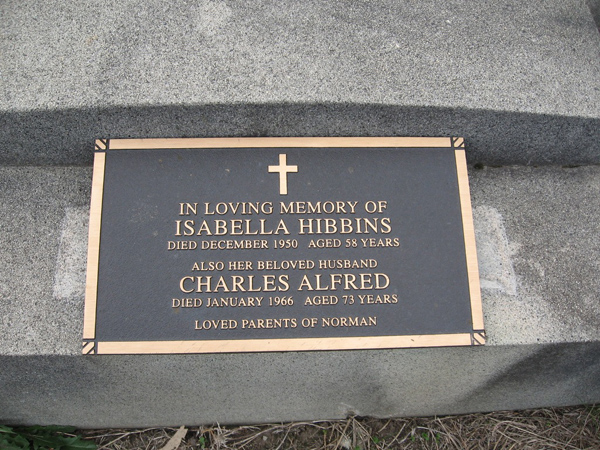 IN LOVING MEMORY OF
ISABELLA HIBBINS
DIED DECEMBER 1950 AGED 58 YEARS
ALSO HER BELOVED HUSBAND
CHARLES ALFRED
DIED JANUARY 1966 AGED 73 YEARS
LOVED PARENTS OF NORMAN